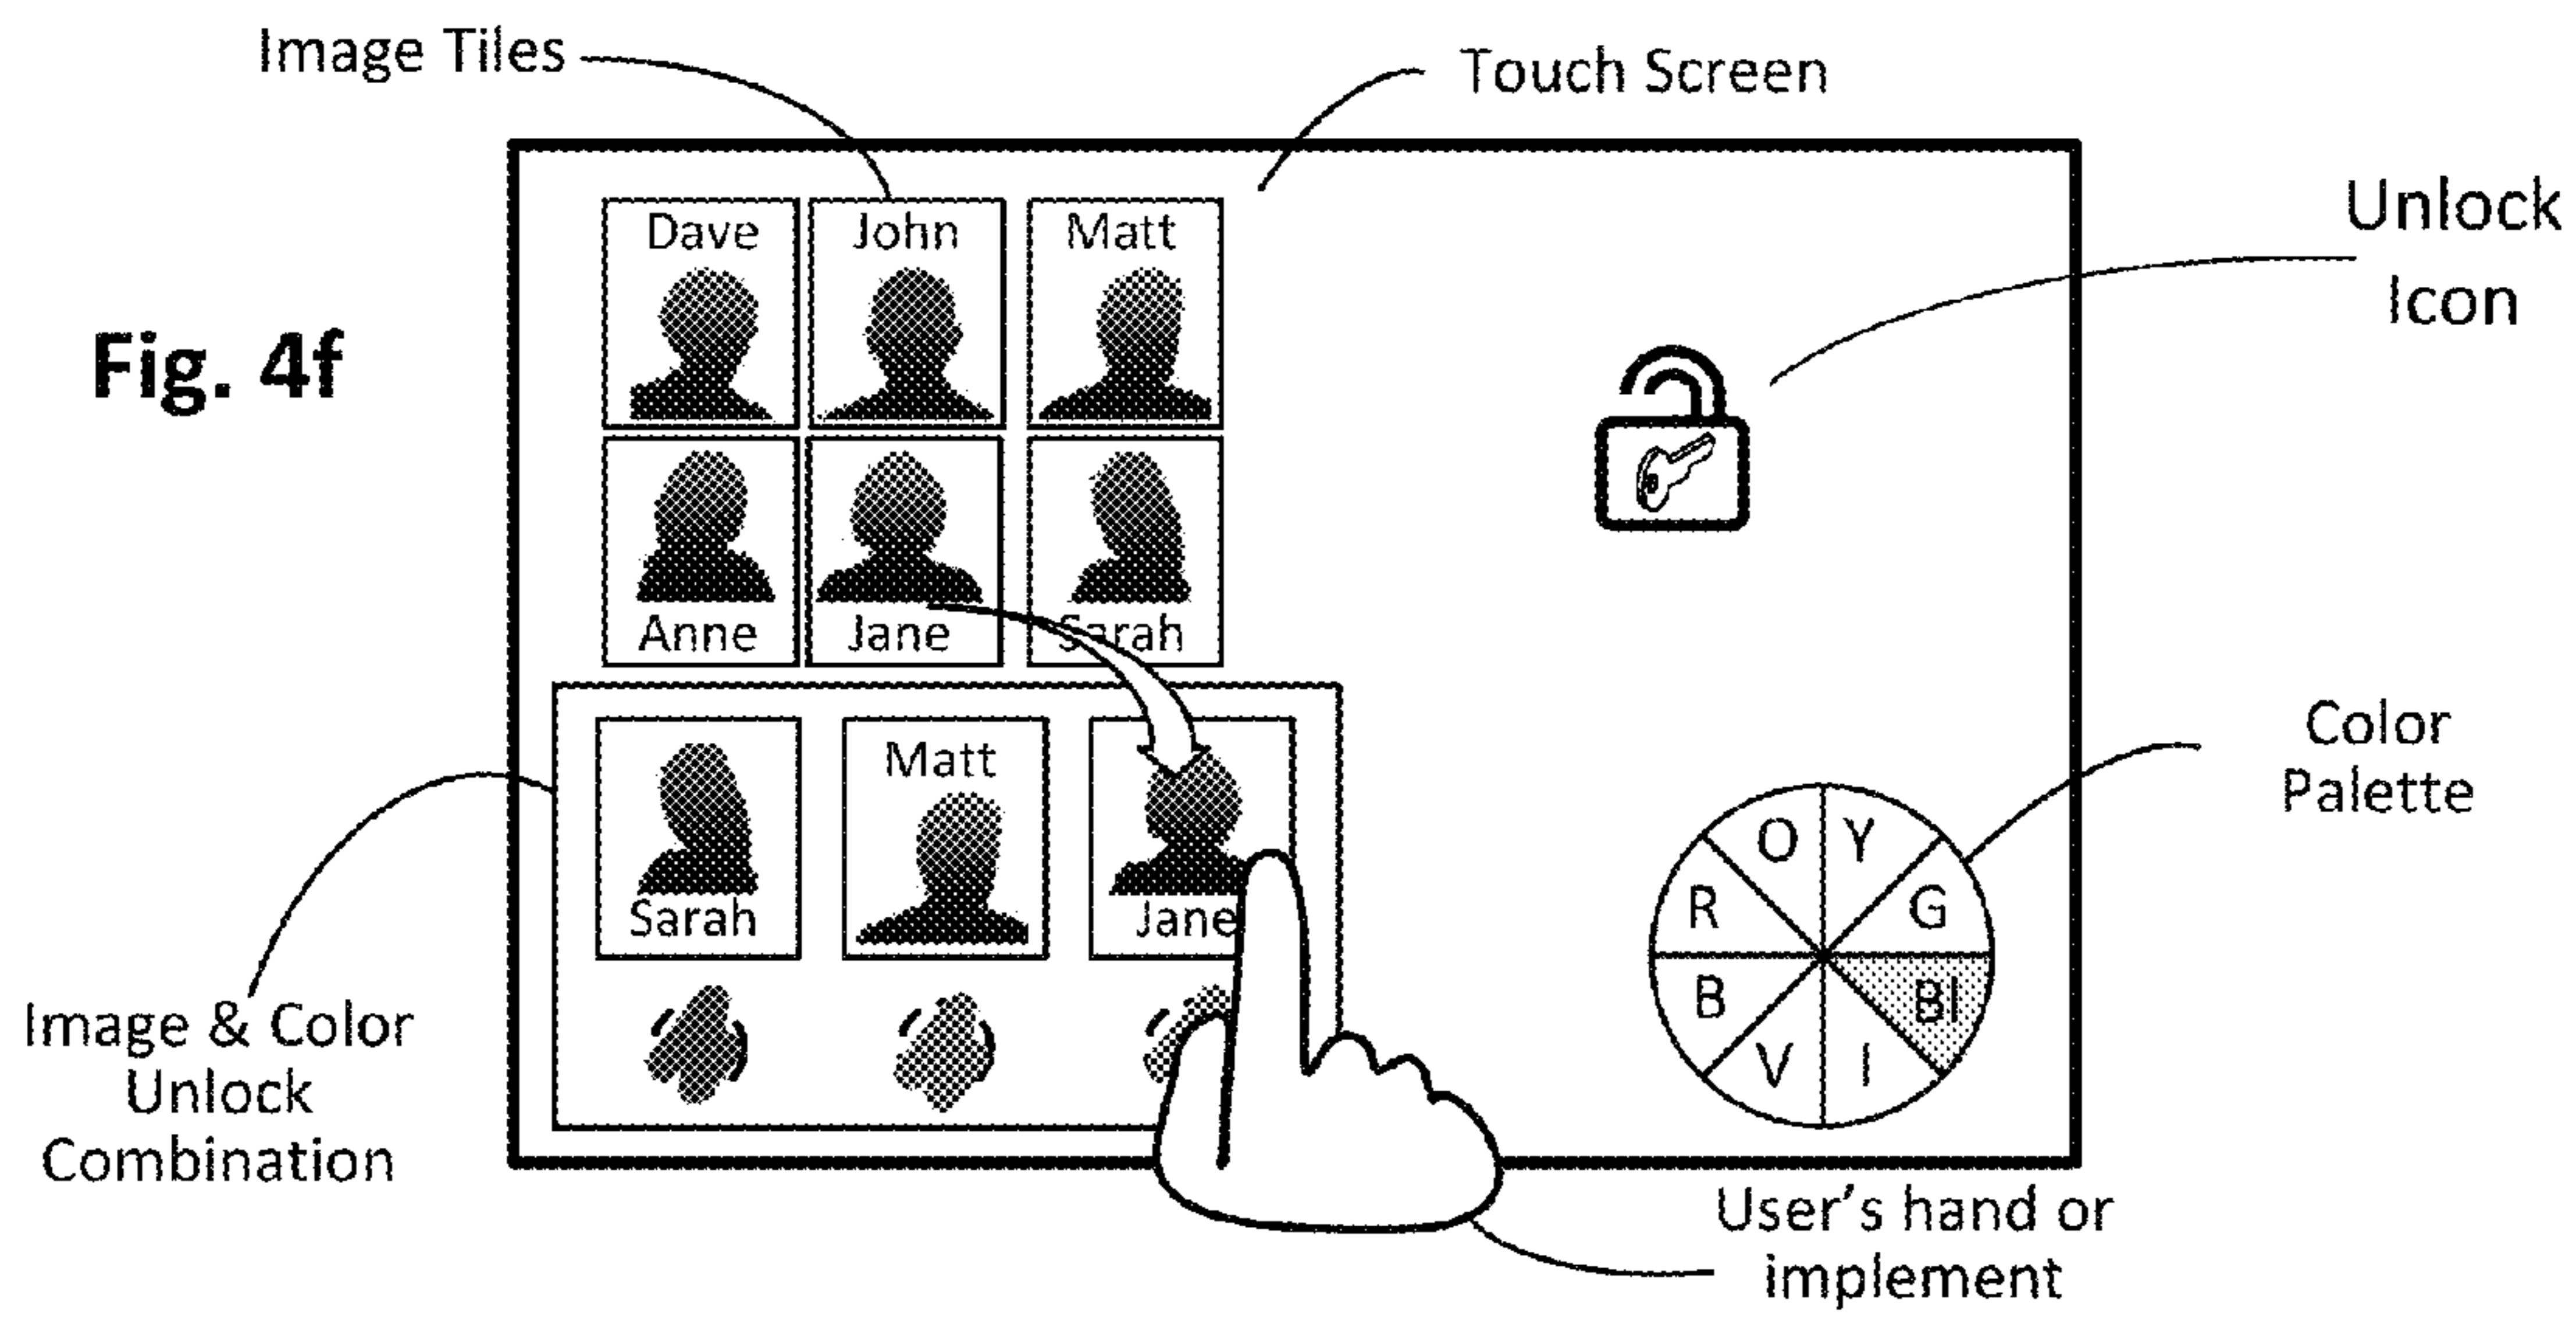 Image Tiles
Touch Screen
Unlock
Icon
Fig. 4f
Dave
John
Matt
Anne
Jane
Sarah
Color
Palette
Sarah
Matt
Jane
O
Y
R
G
B
Bl
V
I
Image & Color
Unlock
Combination
User's hand or
implement